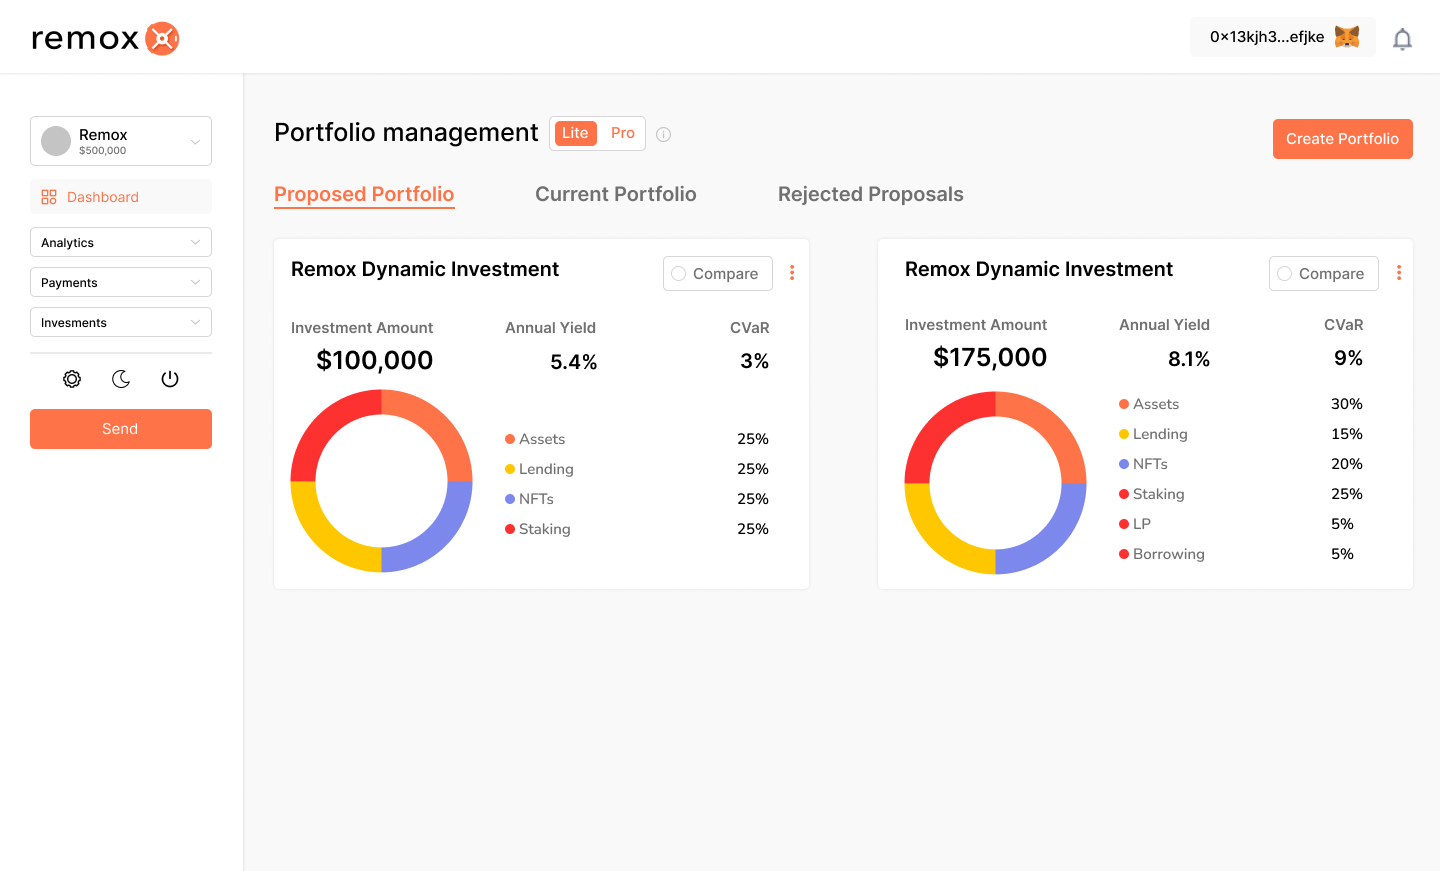 remox
0x13kjh3...efjke
Remox
$500,000
Dashboard
Analytics
Payments
Invesments
Send
Portfolio management
Lite Pro
Create Portfolio
Proposed Portfolio Current Portfolio Rejected Proposals
Remox Dynamic Investment
Compare
Investment Amount Annual Yield CVaR
$100,000 5.4% 3%
Assets 25%
Lending 25%
NFTs 25%
Staking 25%
Remox Dynamic Investment
Compare
Investment Amount Annual Yield CVaR
$175,000 8.1% 9%
Assets 30%
Lending 15%
NFTs 20%
Staking 25%
LP 5%
Borrowing 5%